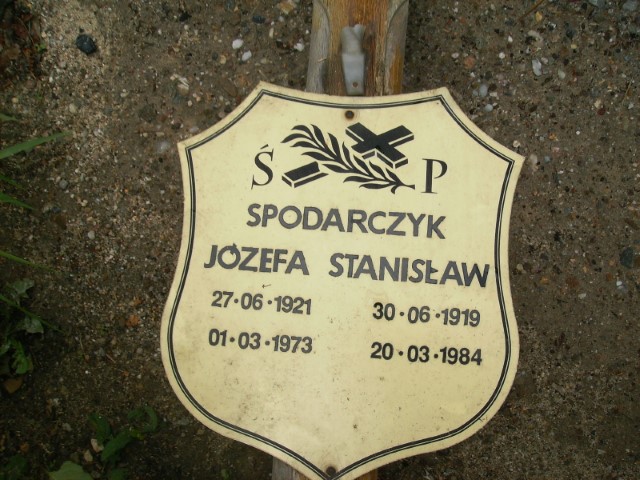 Ś P
SPODARCZYK
JÓZEFA STANISŁAW
27·06·1921 30·06·1919
01·03·1973 20·03·1984